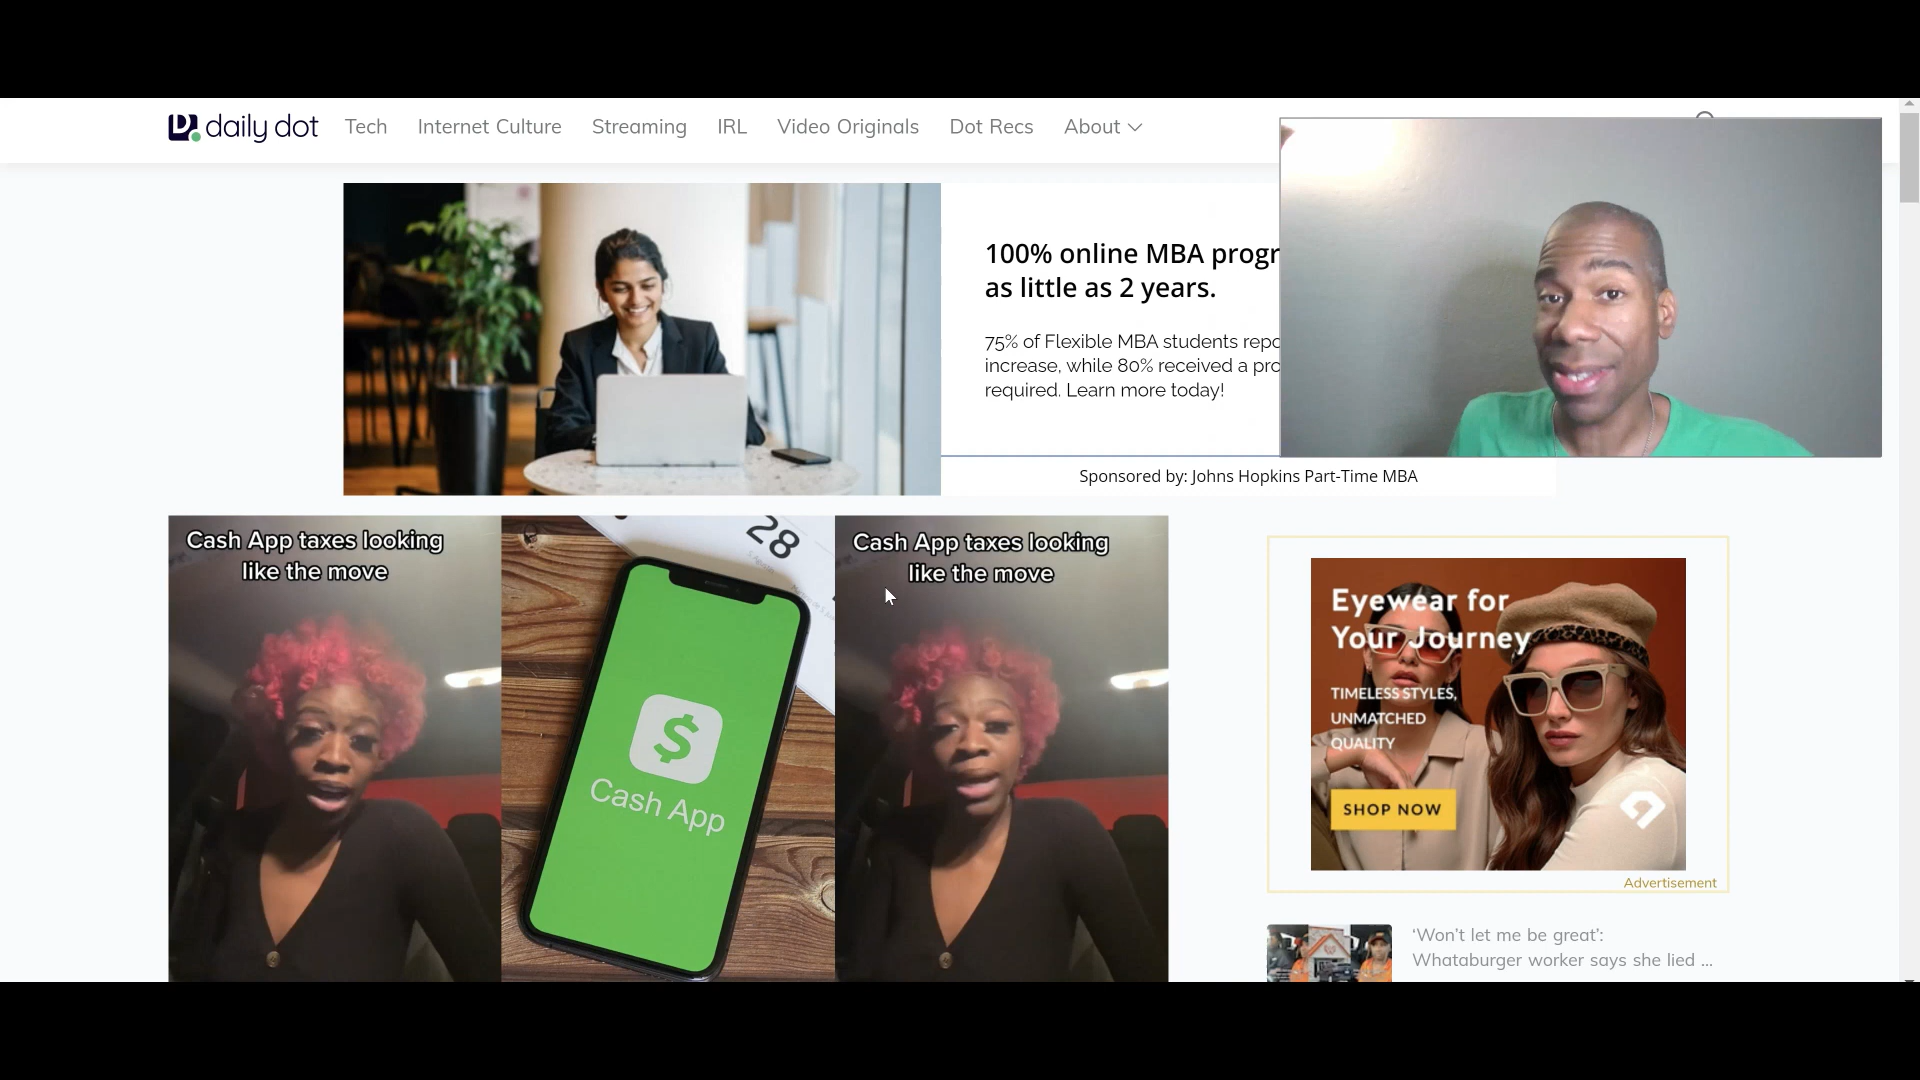 daily dot
Tech Internet Culture Streaming IRL Video Originals Dot Recs About
100% online MBA progr
as little as 2 years.
75% of Flexible MBA students repo
increase, while 80% received a pro
required. Learn more today!
Sponsored by: Johns Hopkins Part-Time MBA
Cash App taxes looking
like the move
28
Cash App
Cash App taxes looking
like the move
Eyewear for
Your Journey
TIMELESS STYLES,
UNMATCHED
QUALITY
SHOP NOW
Advertisement
‘Won’t let me be great’:
Whataburger worker says she lied ...